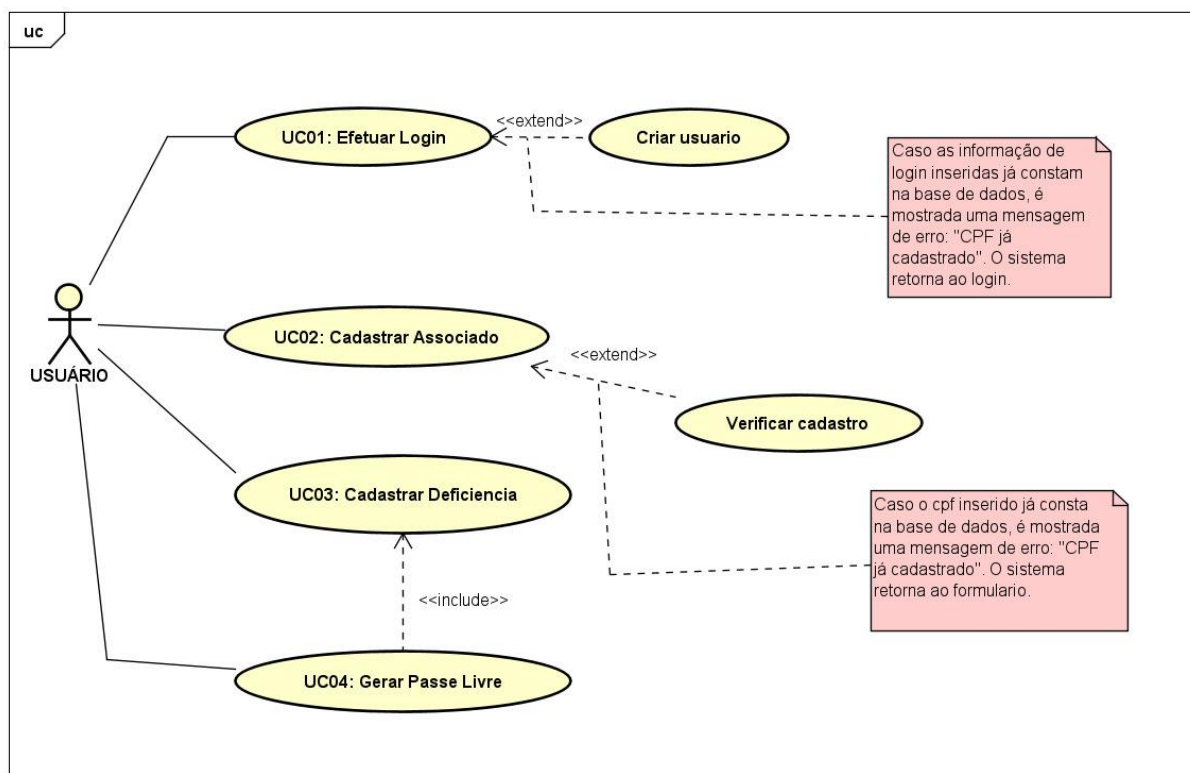 uc
UC01: Efetuar Login
<<extend>>
Criar usuario
Caso as informação de
login inseridas já constam
na base de dados, é
mostrada uma mensagem
de erro: "CPF já
cadastrado". O sistema
retorna ao login.
USUÁRIO
UC02: Cadastrar Associado
<<extend>>
Verificar cadastro
UC03: Cadastrar Deficiencia
Caso o cpf inserido já consta
na base de dados, é mostrada
uma mensagem de erro: "CPF
já cadastrado". O sistema
retorna ao formulario.
<<include>>
UC04: Gerar Passe Livre